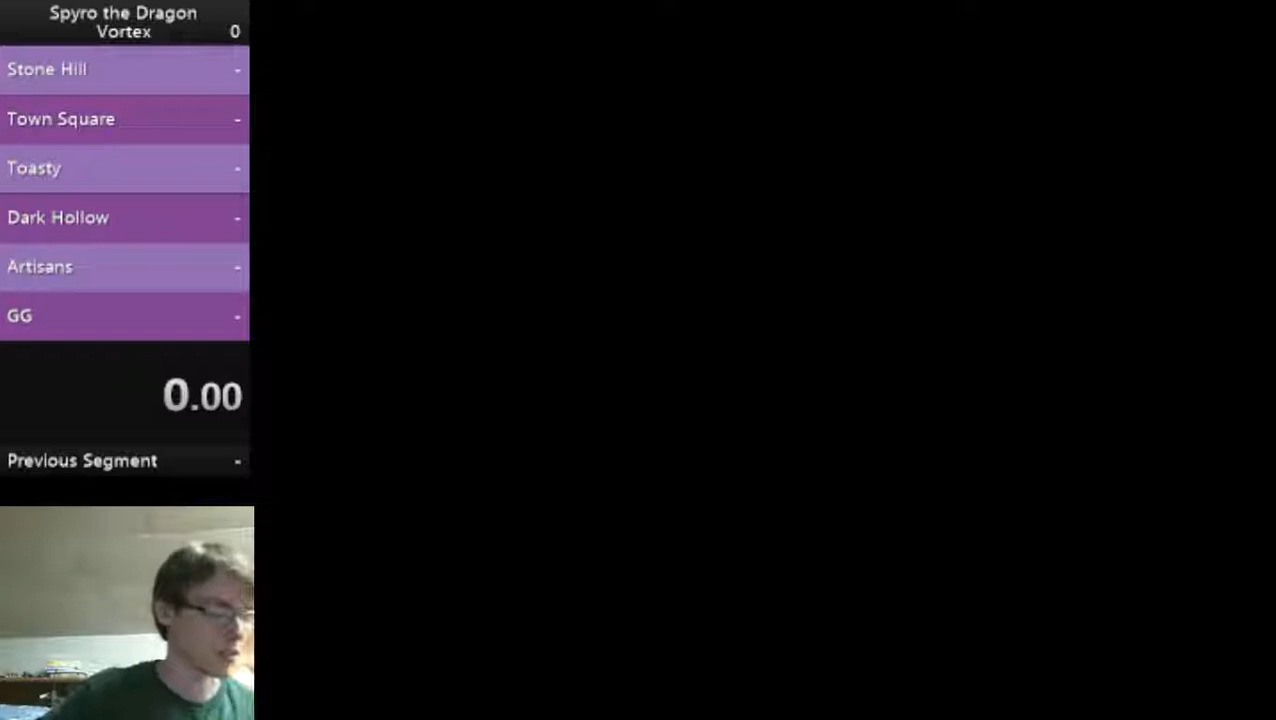 Spyro the Dragon
Vortex 0
Stone Hill -
Town Square -
Toasty -
Dark Hollow -
Artisans -
GG -
0.00
Previous Segment -